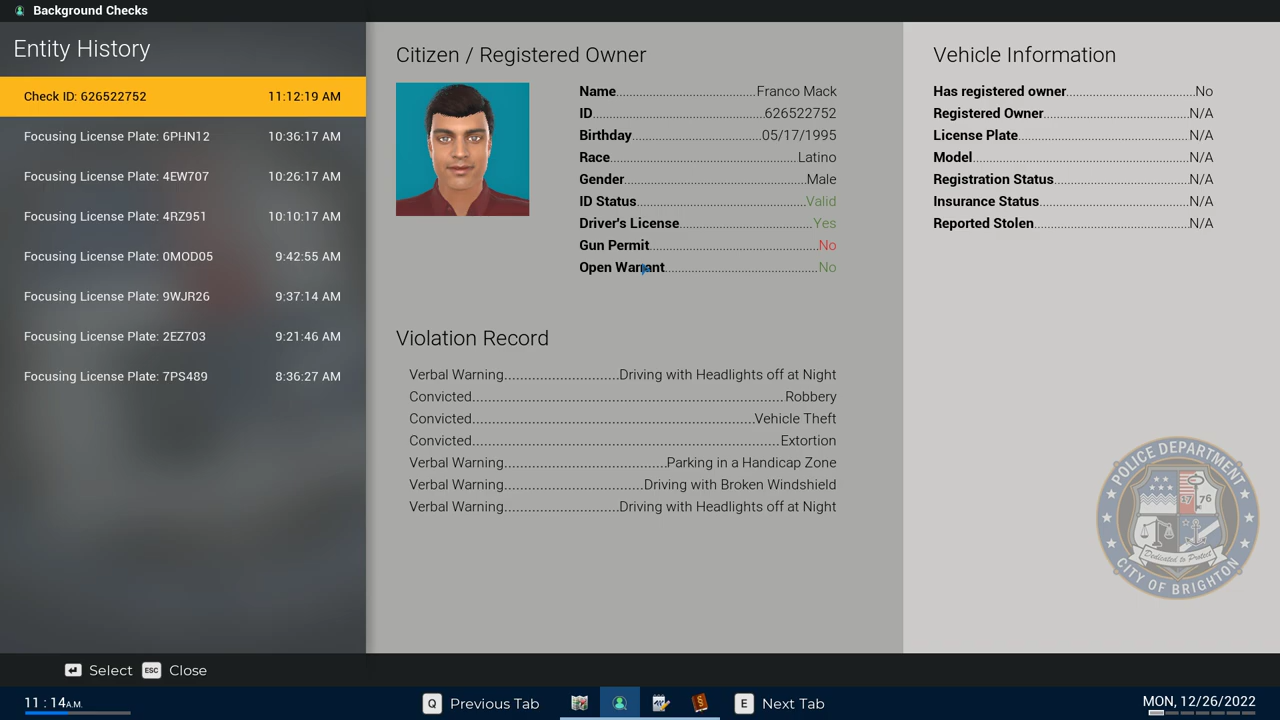 Background Checks
Entity History
Check ID: 626522752 11:12:19 AM
Focusing License Plate: 6PHN12 10:36:17 AM
Focusing License Plate: 4EW707 10:26:17 AM
Focusing License Plate: 4RZ951 10:10:17 AM
Focusing License Plate: 0MOD05 9:42:55 AM
Focusing License Plate: 9WJR26 9:37:14 AM
Focusing License Plate: 2EZ703 9:21:46 AM
Focusing License Plate: 7PS489 8:36:27 AM
Citizen / Registered Owner
Name Franco Mack
ID 626522752
Birthday 05/17/1995
Race Latino
Gender Male
ID Status Valid
Driver's License Yes
Gun Permit No
Open Warrant No
Violation Record
Verbal Warning Driving with Headlights off at Night
Convicted Robbery
Convicted Vehicle Theft
Convicted Extortion
Verbal Warning Parking in a Handicap Zone
Verbal Warning Driving with Broken Windshield
Verbal Warning Driving with Headlights off at Night
Vehicle Information
Has registered owner No
Registered Owner N/A
License Plate N/A
Model N/A
Registration Status N/A
Insurance Status N/A
Reported Stolen N/A
POLICE DEPARTMENT
17 76
Dedicated to Protect
CITY OF BRIGHTON
Select ESC Close
11 : 14 A.M. Q Previous Tab E Next Tab MON, 12/26/2022